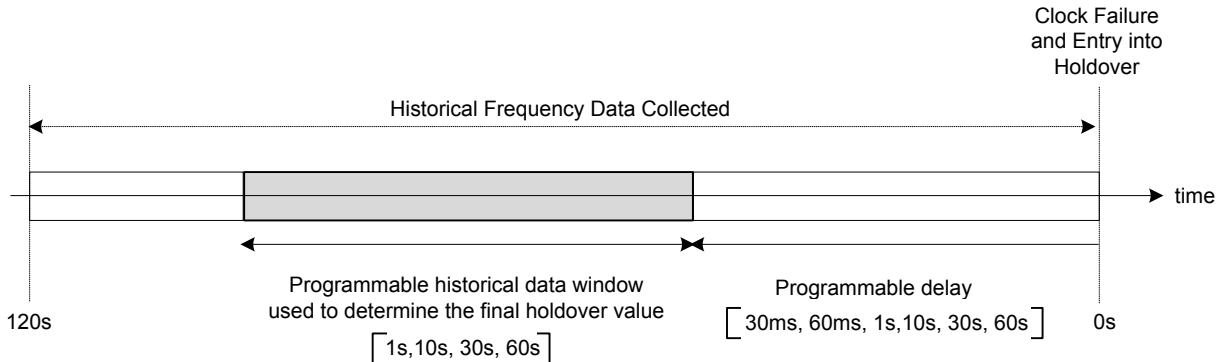 Clock Failure
and Entry into
Holdover
Historical Frequency Data Collected
time
Programmable historical data window
used to determine the final holdover value
[1s,10s, 30s, 60s]
Programmable delay
[30ms, 60ms, 1s,10s, 30s, 60s]
120s
0s